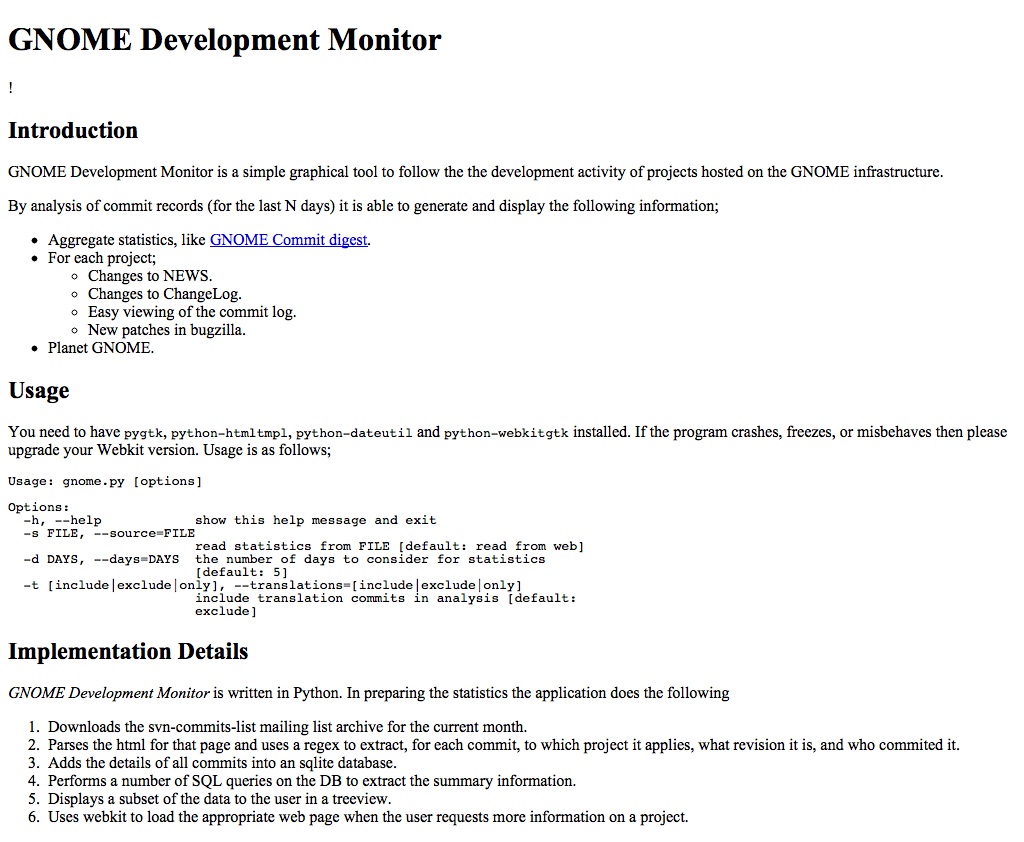 GNOME Development Monitor
!
Introduction
GNOME Development Monitor is a simple graphical tool to follow the the development activity of projects hosted on the GNOME infrastructure.
By analysis of commit records (for the last N days) it is able to generate and display the following information;
• Aggregate statistics, like GNOME Commit digest.
• For each project;
◦ Changes to NEWS.
◦ Changes to ChangeLog.
◦ Easy viewing of the commit log.
◦ New patches in bugzilla.
• Planet GNOME.
Usage
You need to have pygtk, python-htmltmpl, python-dateutil and python-webkitgtk installed. If the program crashes, freezes, or misbehaves then please
upgrade your Webkit version. Usage is as follows;
Usage: gnome.py [options]
Options:
  -h, --help            show this help message and exit
  -s FILE, --source=FILE
                        read statistics from FILE [default: read from web]
  -d DAYS, --days=DAYS  the number of days to consider for statistics
                        [default: 5]
  -t [include|exclude|only], --translations=[include|exclude|only]
                        include translation commits in analysis [default:
                        exclude]
Implementation Details
GNOME Development Monitor is written in Python. In preparing the statistics the application does the following
1. Downloads the svn-commits-list mailing list archive for the current month.
2. Parses the html for that page and uses a regex to extract, for each commit, to which project it applies, what revision it is, and who commited it.
3. Adds the details of all commits into an sqlite database.
4. Performs a number of SQL queries on the DB to extract the summary information.
5. Displays a subset of the data to the user in a treeview.
6. Uses webkit to load the appropriate web page when the user requests more information on a project.